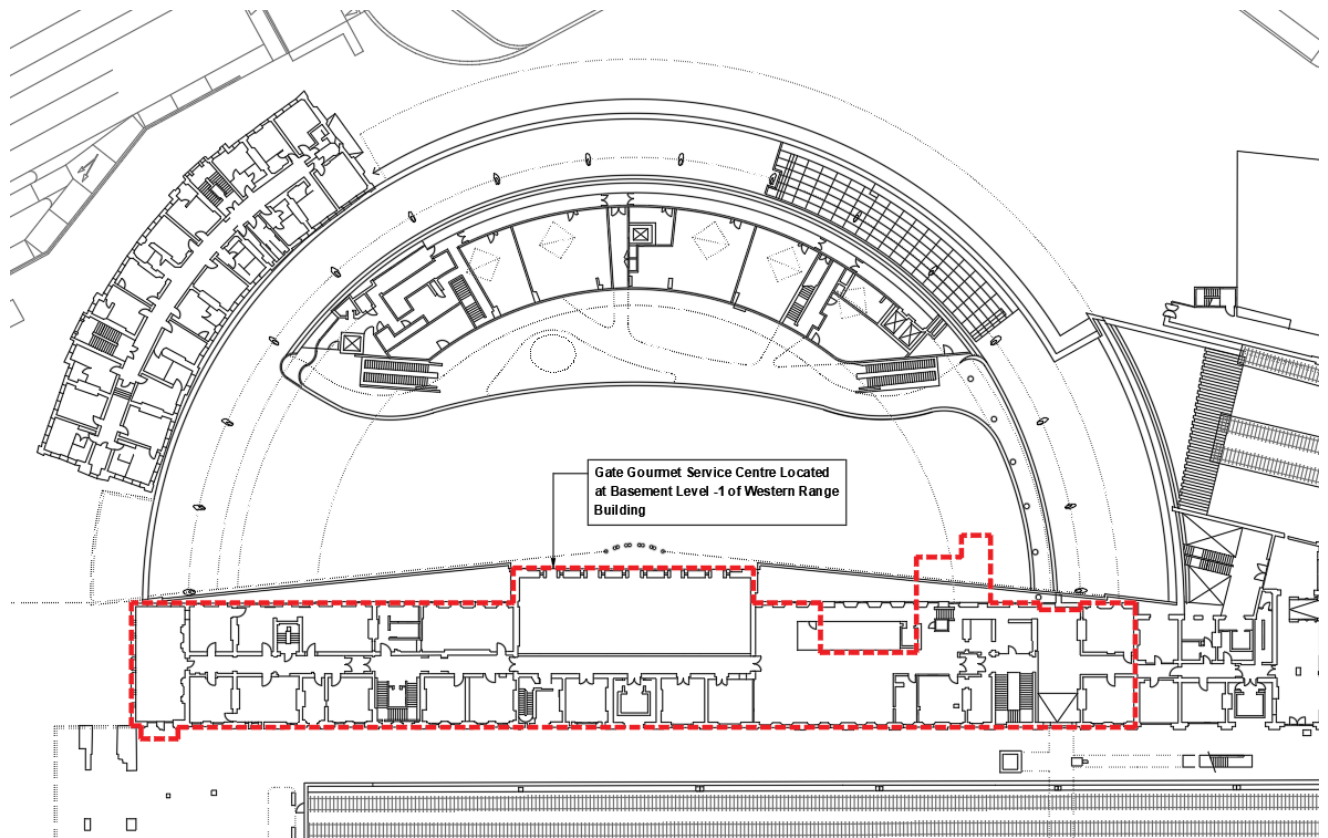 Gate Gourmet Service Centre Located
at Basement Level -1 of Western Range
Building